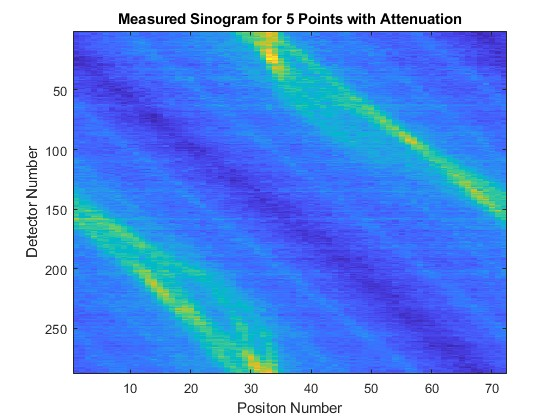 Measured Sinogram for 5 Points with Attenuation
50
100
150
200
250
Detector Number
10 20 30 40 50 60 70
Positon Number